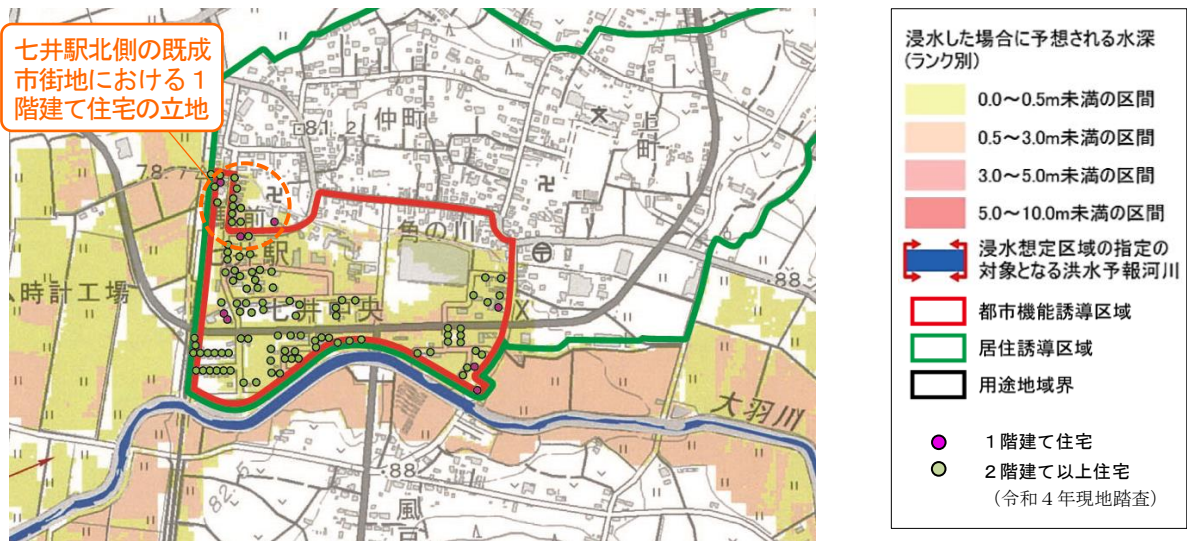 七井駅北側の既成
市街地における１
階建て住宅の立地
81.2
仲町
上町
78.7
駅前
七井駅
角の川
時計工場
七井中央
88
大羽川
88
82
風
浸水した場合に予想される水深
(ランク別)
0.0～0.5m未満の区間
0.5～3.0m未満の区間
3.0～5.0m未満の区間
5.0～10.0m未満の区間
浸水想定区域の指定の
対象となる洪水予報河川
都市機能誘導区域
居住誘導区域
用途地域界
１階建て住宅
２階建て以上住宅
（令和４年現地踏査）